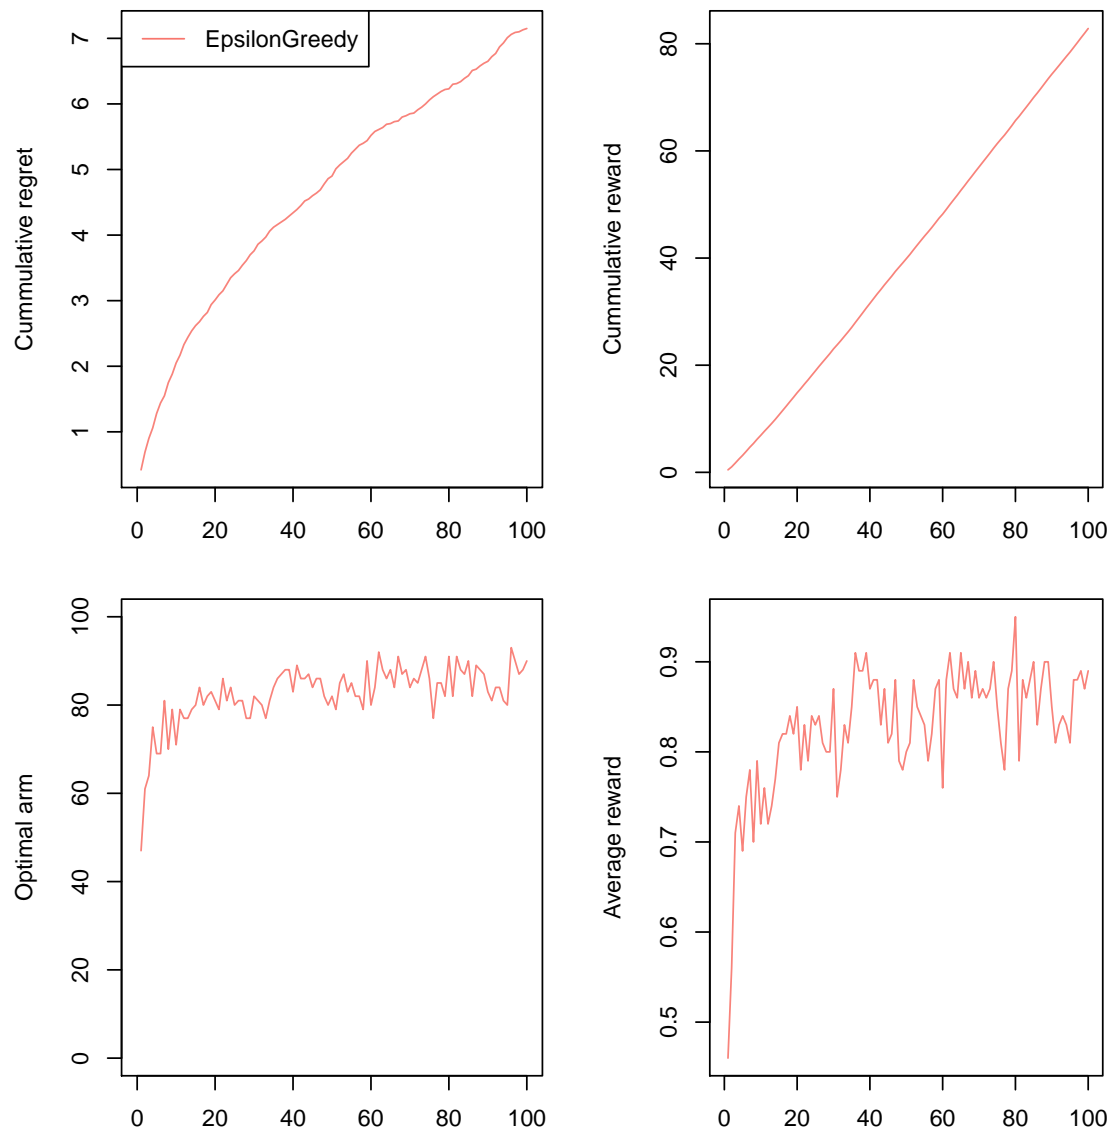 EpsilonGreedy
Cummulative regret
1 2 3 4 5 6 7
0 20 40 60 80 100
Cummulative reward
0 20 40 60 80
0 20 40 60 80 100
Optimal arm
0 20 40 60 80 100
0 20 40 60 80 100
Average reward
0.5 0.6 0.7 0.8 0.9
0 20 40 60 80 100